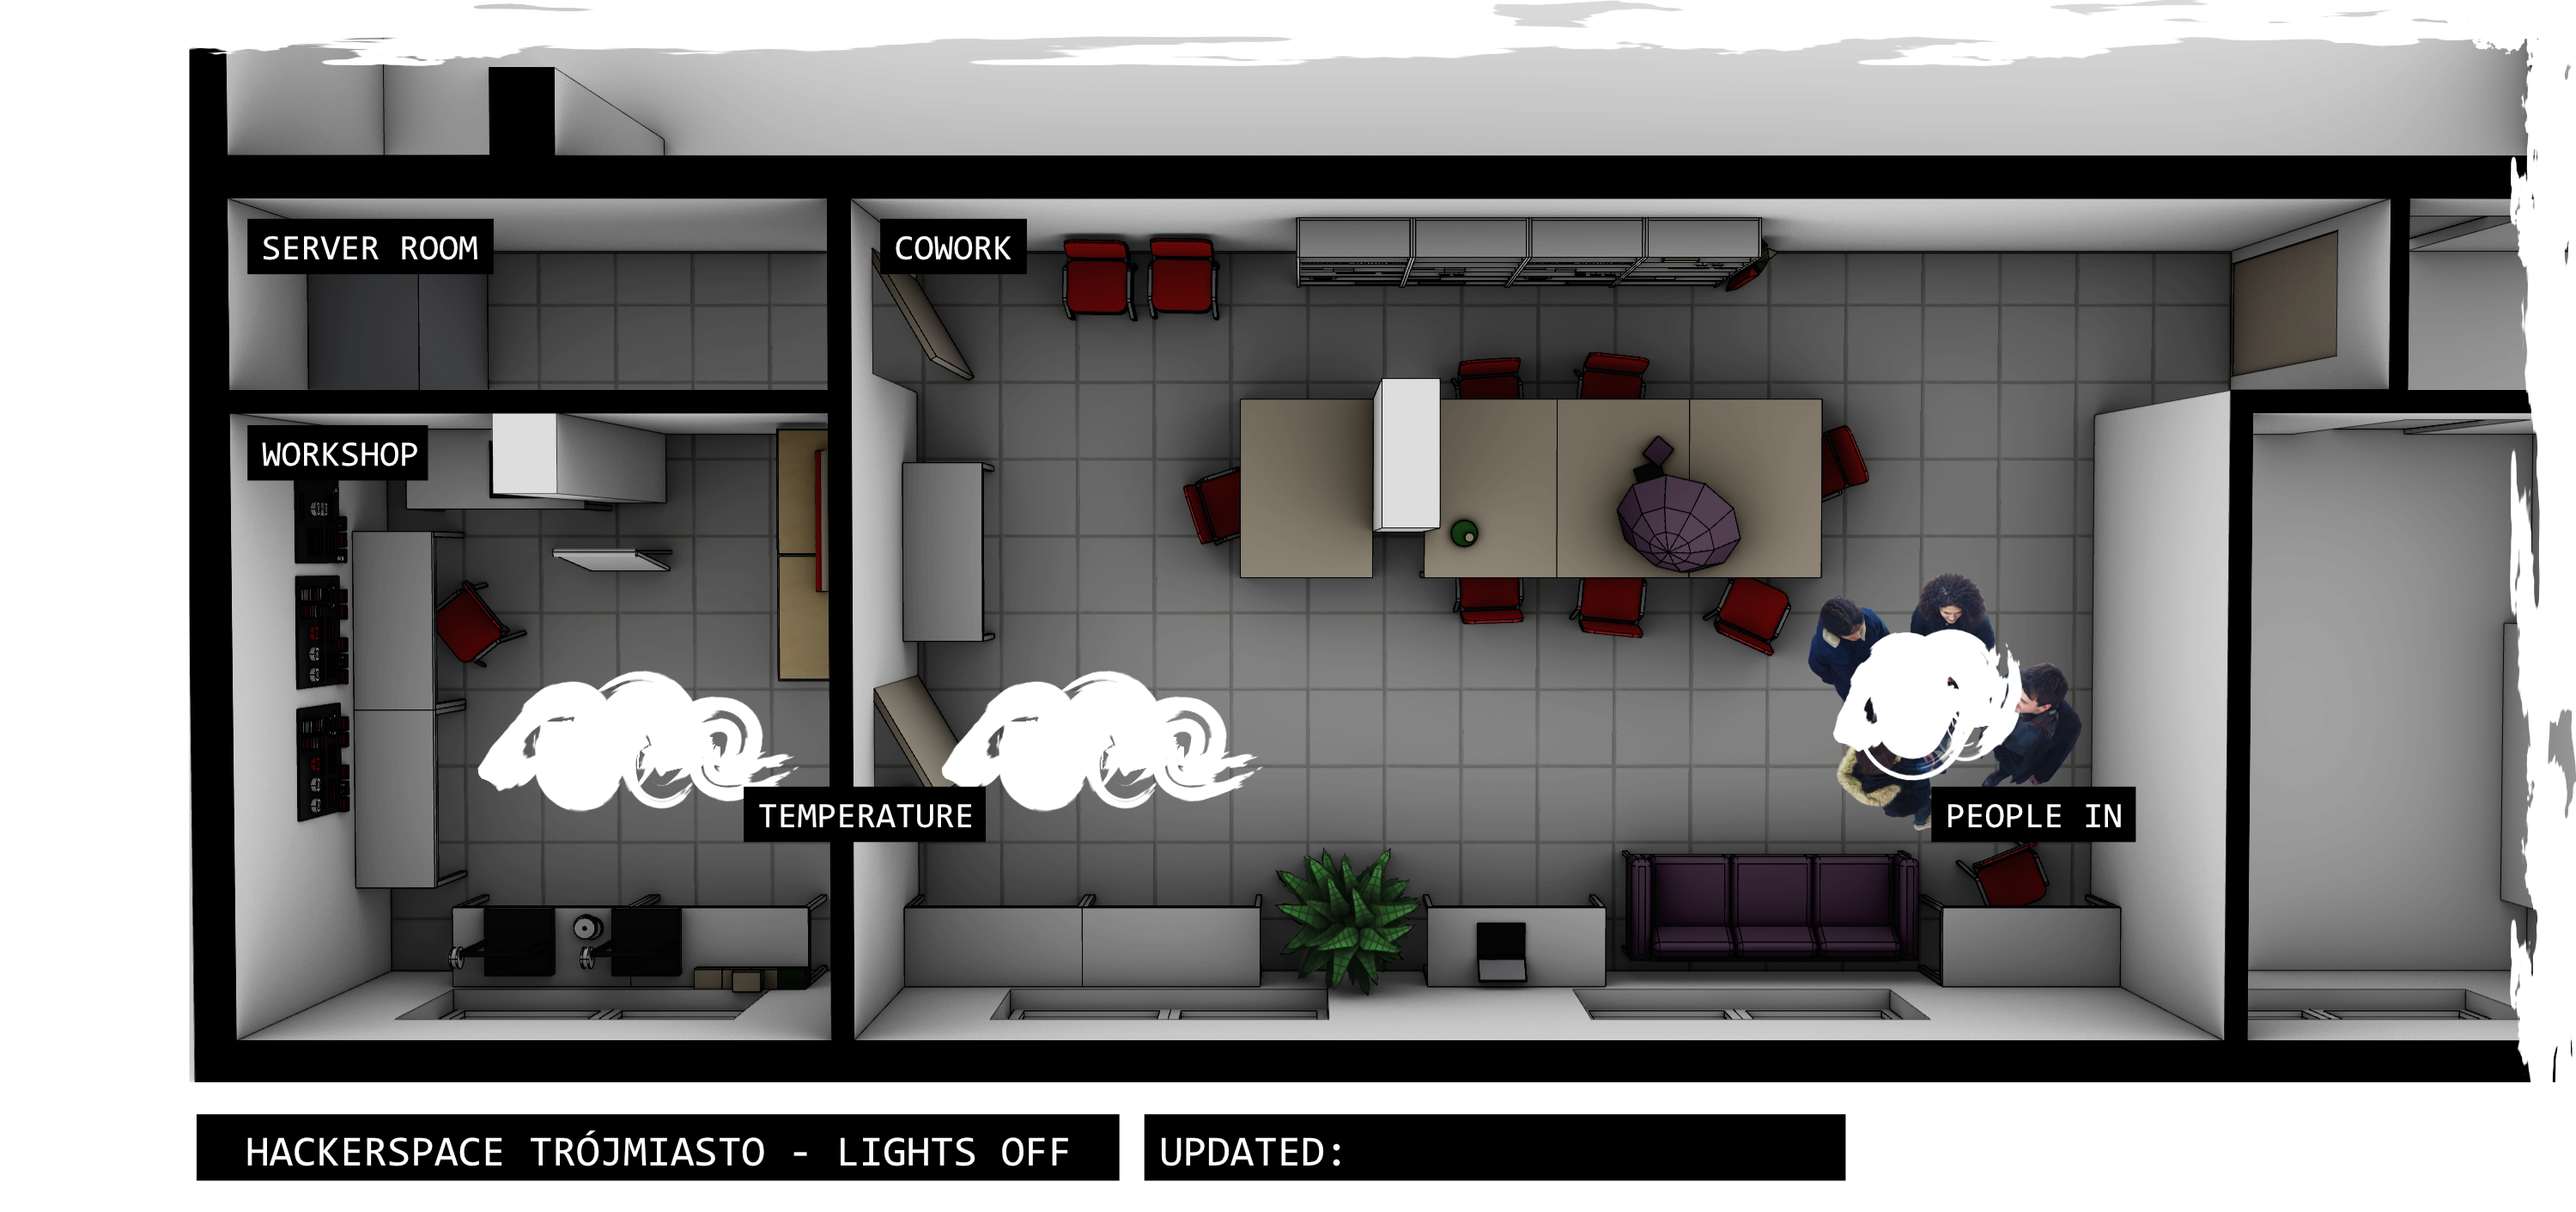 SERVER ROOM
COWORK
WORKSHOP
TEMPERATURE
PEOPLE IN
HACKERSPACE TRÓJMIASTO - LIGHTS OFF
UPDATED: